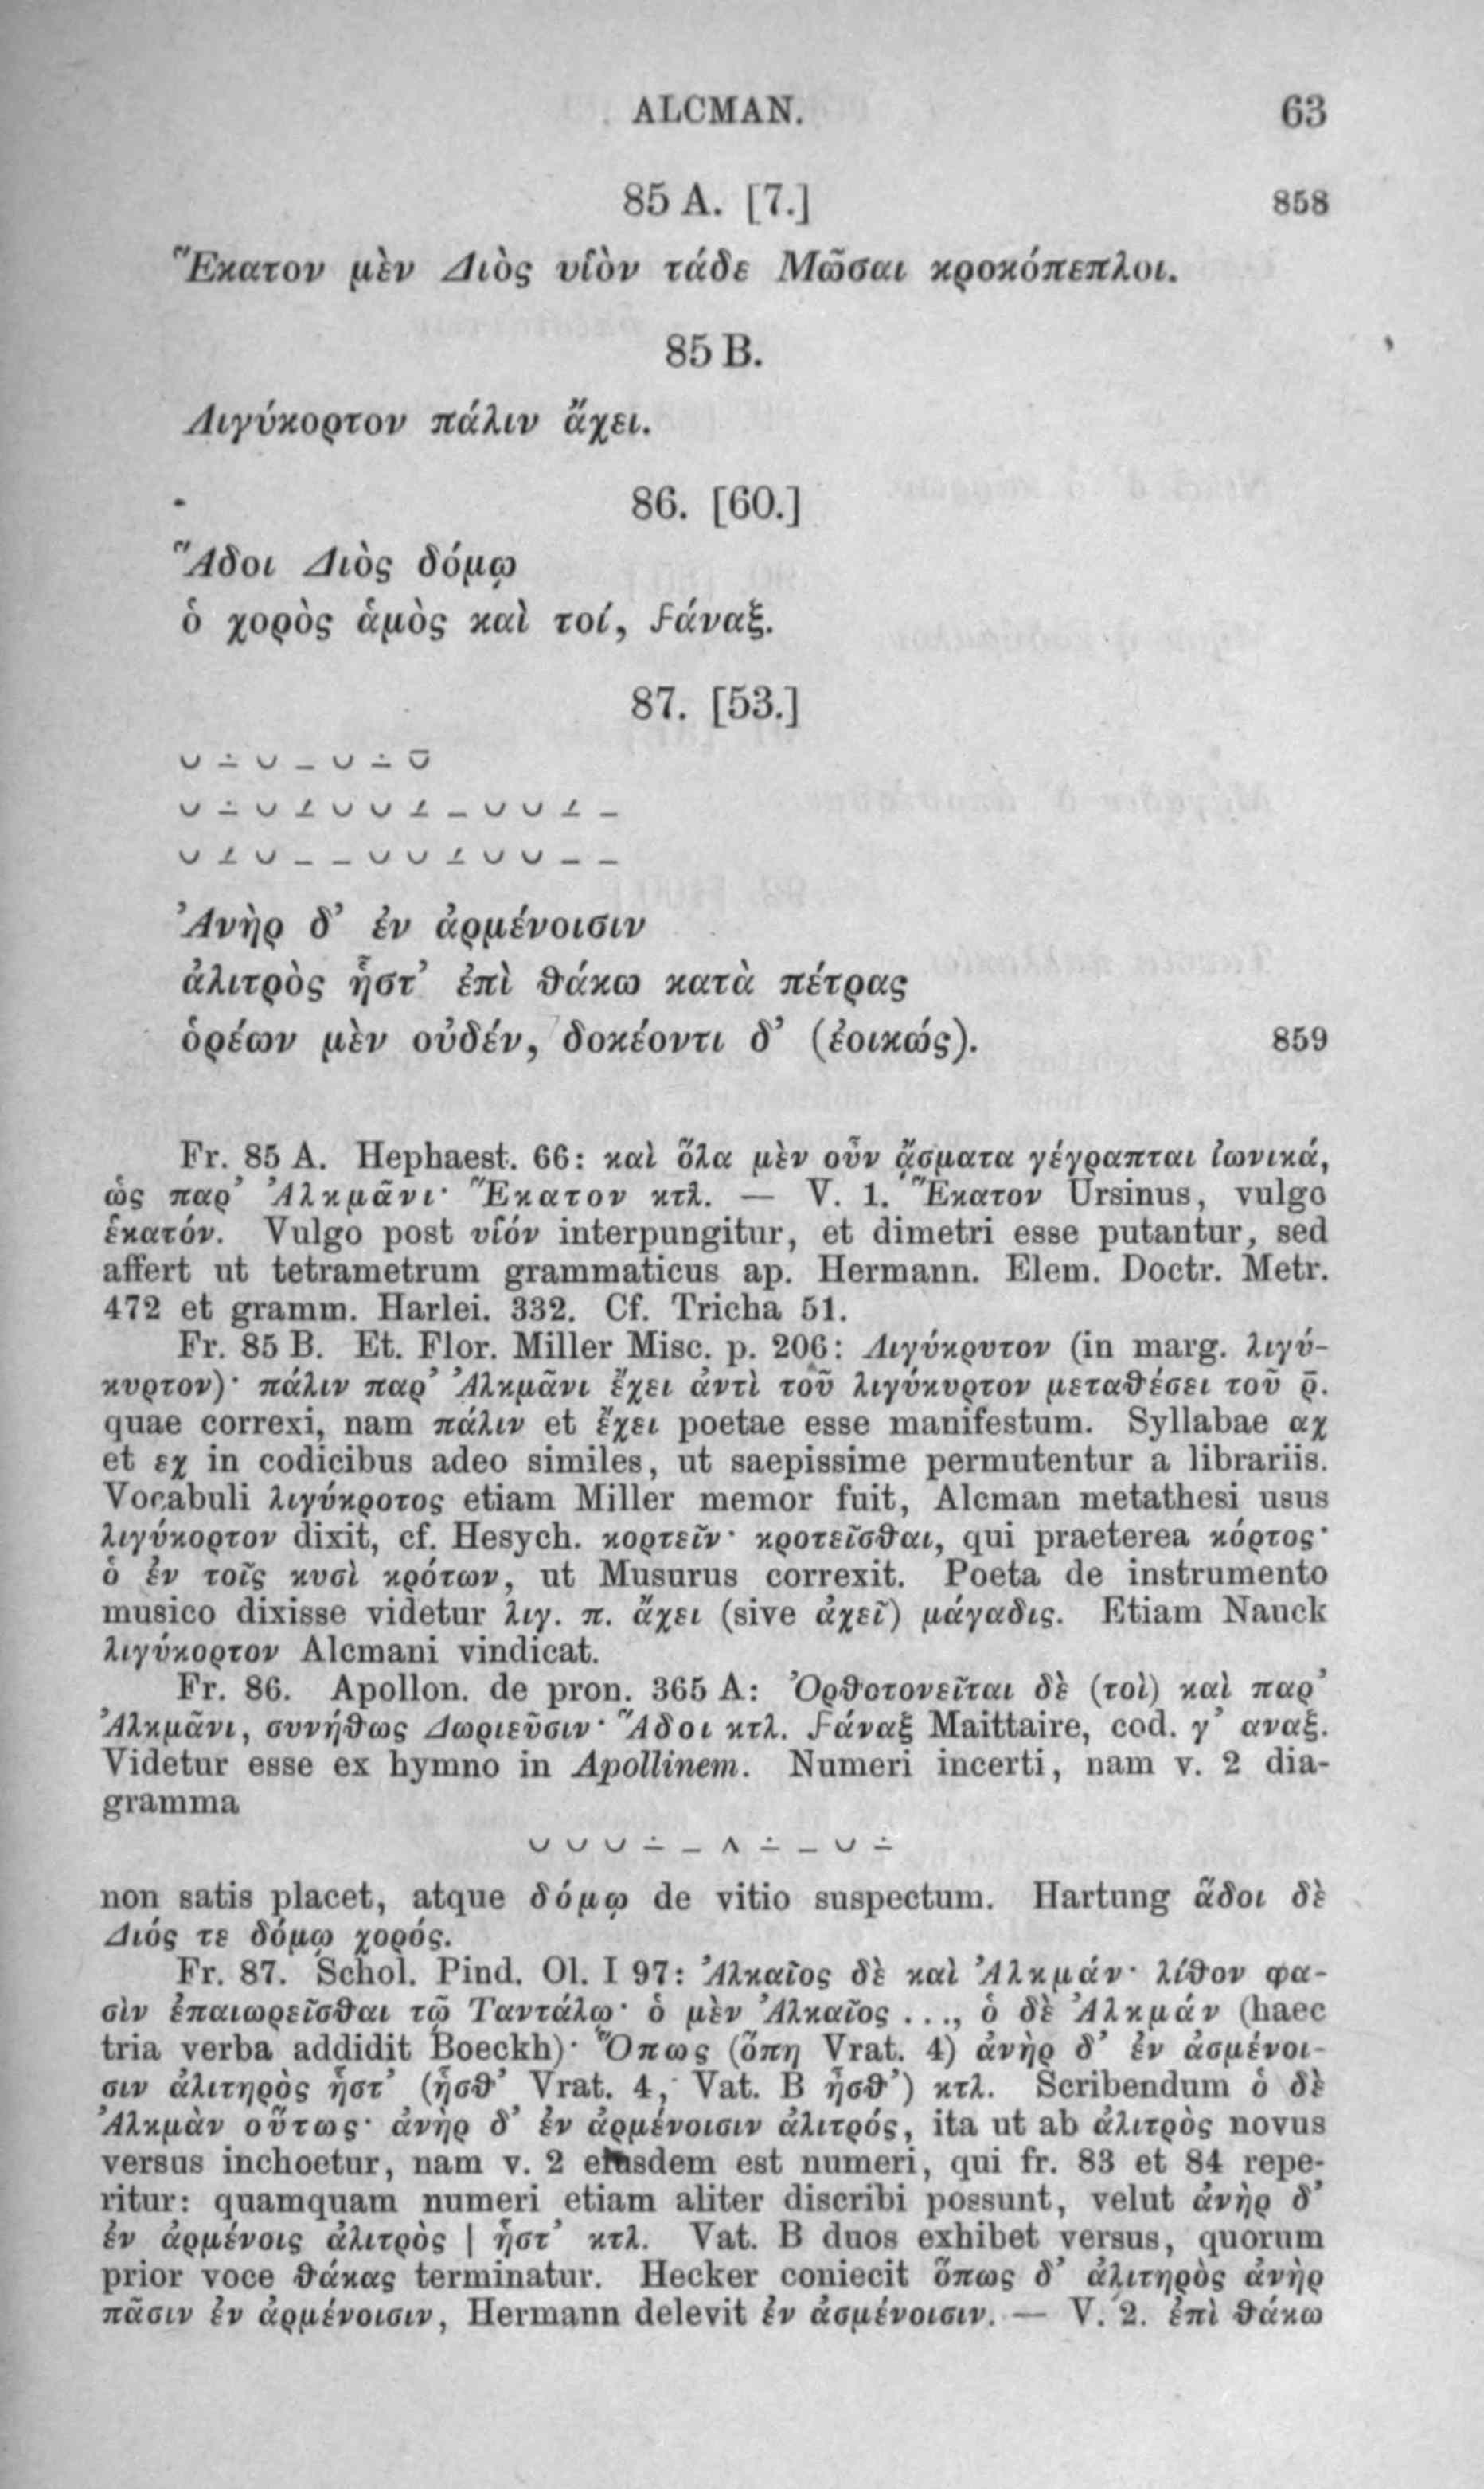 ALCMAN. 63
85 A. [7.] 858
Ἕκατον μὲν Διὸς υἱὸν τάδε Μῶσαι κροκόπεπλοι.
85 B.
Λιγύκορτον πάλιν ἄχει.
86. [60.]
Ἅδοι Διὸς δόμῳ
ὁ χορὸς ἁμὸς καὶ τοί, ϝάναξ.
87. [53.]
Ἀνὴρ δ’ ἐν ἀρμένοισιν
ἀλιτρὸς ἧστ’ ἐπὶ θάκω κατὰ πέτρας
ὁρέων μὲν οὐδέν, δοκέοντι δ’ (ἐοικώς). 859
Fr. 85 A. Hephaest. 66: καὶ ὅλα μὲν οὖν ᾄσματα γέγραπται ἰωνικά,
ὡς παρ’ Ἀλκμᾶνι· Ἕκατον κτλ. — V. 1. Ἕκατον Ursinus, vulgo
ἑκατόν. Vulgo post υἱόν interpungitur, et dimetri esse putantur, sed
affert ut tetrametrum grammaticus ap. Hermann. Elem. Doctr. Metr.
472 et gramm. Harlei. 332. Cf. Tricha 51.
Fr. 85 B. Et. Flor. Miller Misc. p. 206: Λιγύκρυτον (in marg. λιγύ-
κυρτον)· πάλιν παρ’ Ἀλκμᾶνι ἔχει ἀντὶ τοῦ λιγύκυρτον μεταθέσει τοῦ ρ̄.
quae correxi, nam πάλιν et ἔχει poetae esse manifestum. Syllabae αχ
et εχ in codicibus adeo similes, ut saepissime permutentur a librariis.
Vocabuli λιγύκροτος etiam Miller memor fuit, Alcman metathesi usus
λιγύκορτον dixit, cf. Hesych. κορτεῖν· κροτεῖσθαι, qui praeterea κόρτος·
ὁ ἐν τοῖς κυσὶ κρότων, ut Musurus correxit. Poeta de instrumento
musico dixisse videtur λιγ. π. ἄχει (sive ἀχεῖ) μάγαδις. Etiam Nauck
λιγύκορτον Alcmani vindicat.
Fr. 86. Apollon. de pron. 365 A: Ὀρθοτονεῖται δὲ (τοὶ) καὶ παρ’
Ἀλκμᾶνι, συνήθως Δωριεῦσιν· Ἅδοι κτλ. ϝάναξ Maittaire, cod. γ’ αναξ.
Videtur esse ex hymno in Apollinem. Numeri incerti, nam v. 2 dia-
gramma
∪ ∪ ∪ ∸ – ∧ ∸ – ∪ ∸
non satis placet, atque δόμῳ de vitio suspectum. Hartung ἅδοι δὲ
Διός τε δόμῳ χορός.
Fr. 87. Schol. Pind. Ol. I 97: Ἀλκαῖος δὲ καὶ Ἀλκμάν· λίθον φα-
σὶν ἐπαιωρεῖσθαι τῷ Ταντάλῳ· ὁ μὲν Ἀλκαῖος ..., ὁ δὲ Ἀλκμάν (haec
tria verba addidit Boeckh)· Ὅπως (ὅπη Vrat. 4) ἀνὴρ δ’ ἐν ἀσμένοι-
σιν ἀλιτηρὸς ἧστ’ (ἧσθ’ Vrat. 4, Vat. B ἦσθ’) κτλ. Scribendum ὁ δὲ
Ἀλκμὰν οὕτως· ἀνὴρ δ’ ἐν ἀρμένοισιν ἀλιτρός, ita ut ab ἀλιτρὸς novus
versus inchoetur, nam v. 2 eiusdem est numeri, qui fr. 83 et 84 repe-
ritur: quamquam numeri etiam aliter discribi possunt, velut ἀνὴρ δ’
ἐν ἀρμένοις ἀλιτρὸς | ἧστ’ κτλ. Vat. B duos exhibet versus, quorum
prior voce θάκας terminatur. Hecker coniecit ὅπως δ’ ἀλιτηρὸς ἀνὴρ
πᾶσιν ἐν ἀρμένοισιν, Hermann delevit ἐν ἀσμένοισιν. — V. 2. ἐπὶ θάκω